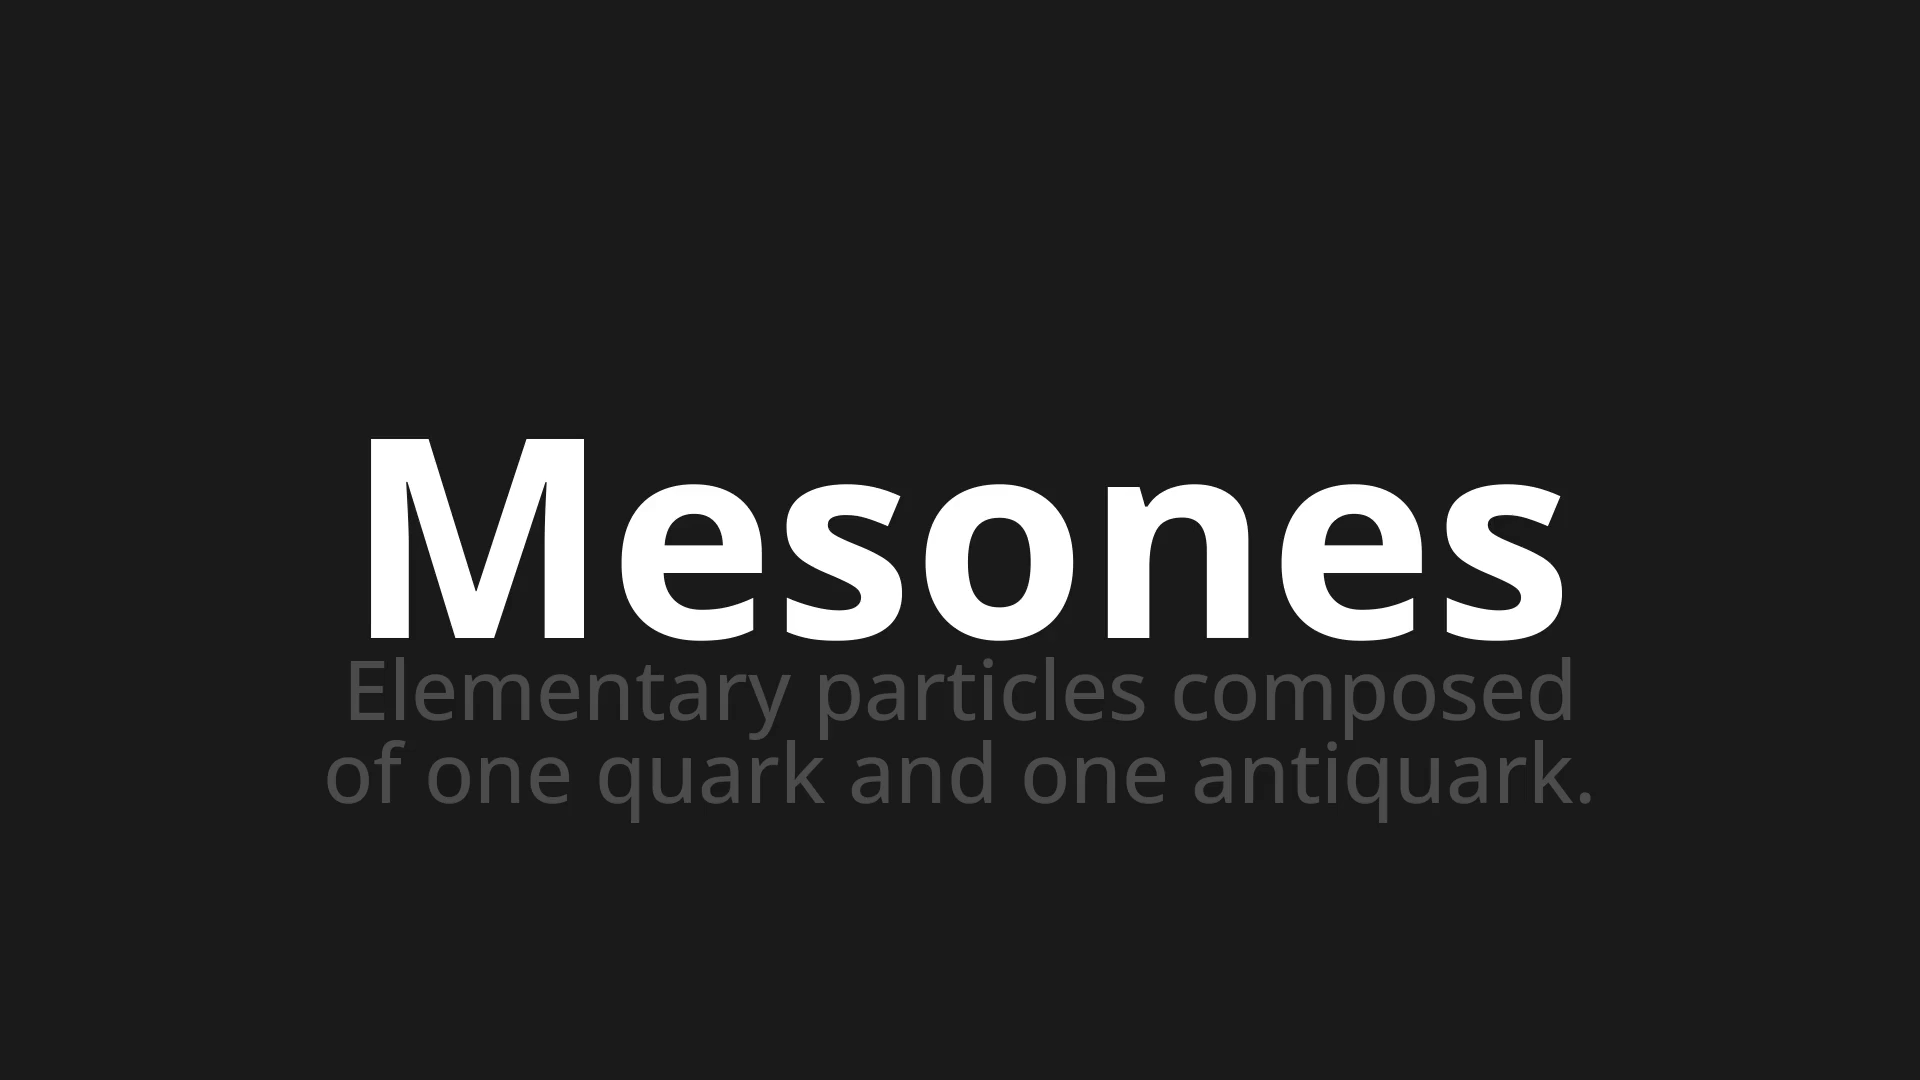 Mesones
Elementary particles composed
of one quark and one antiquark.